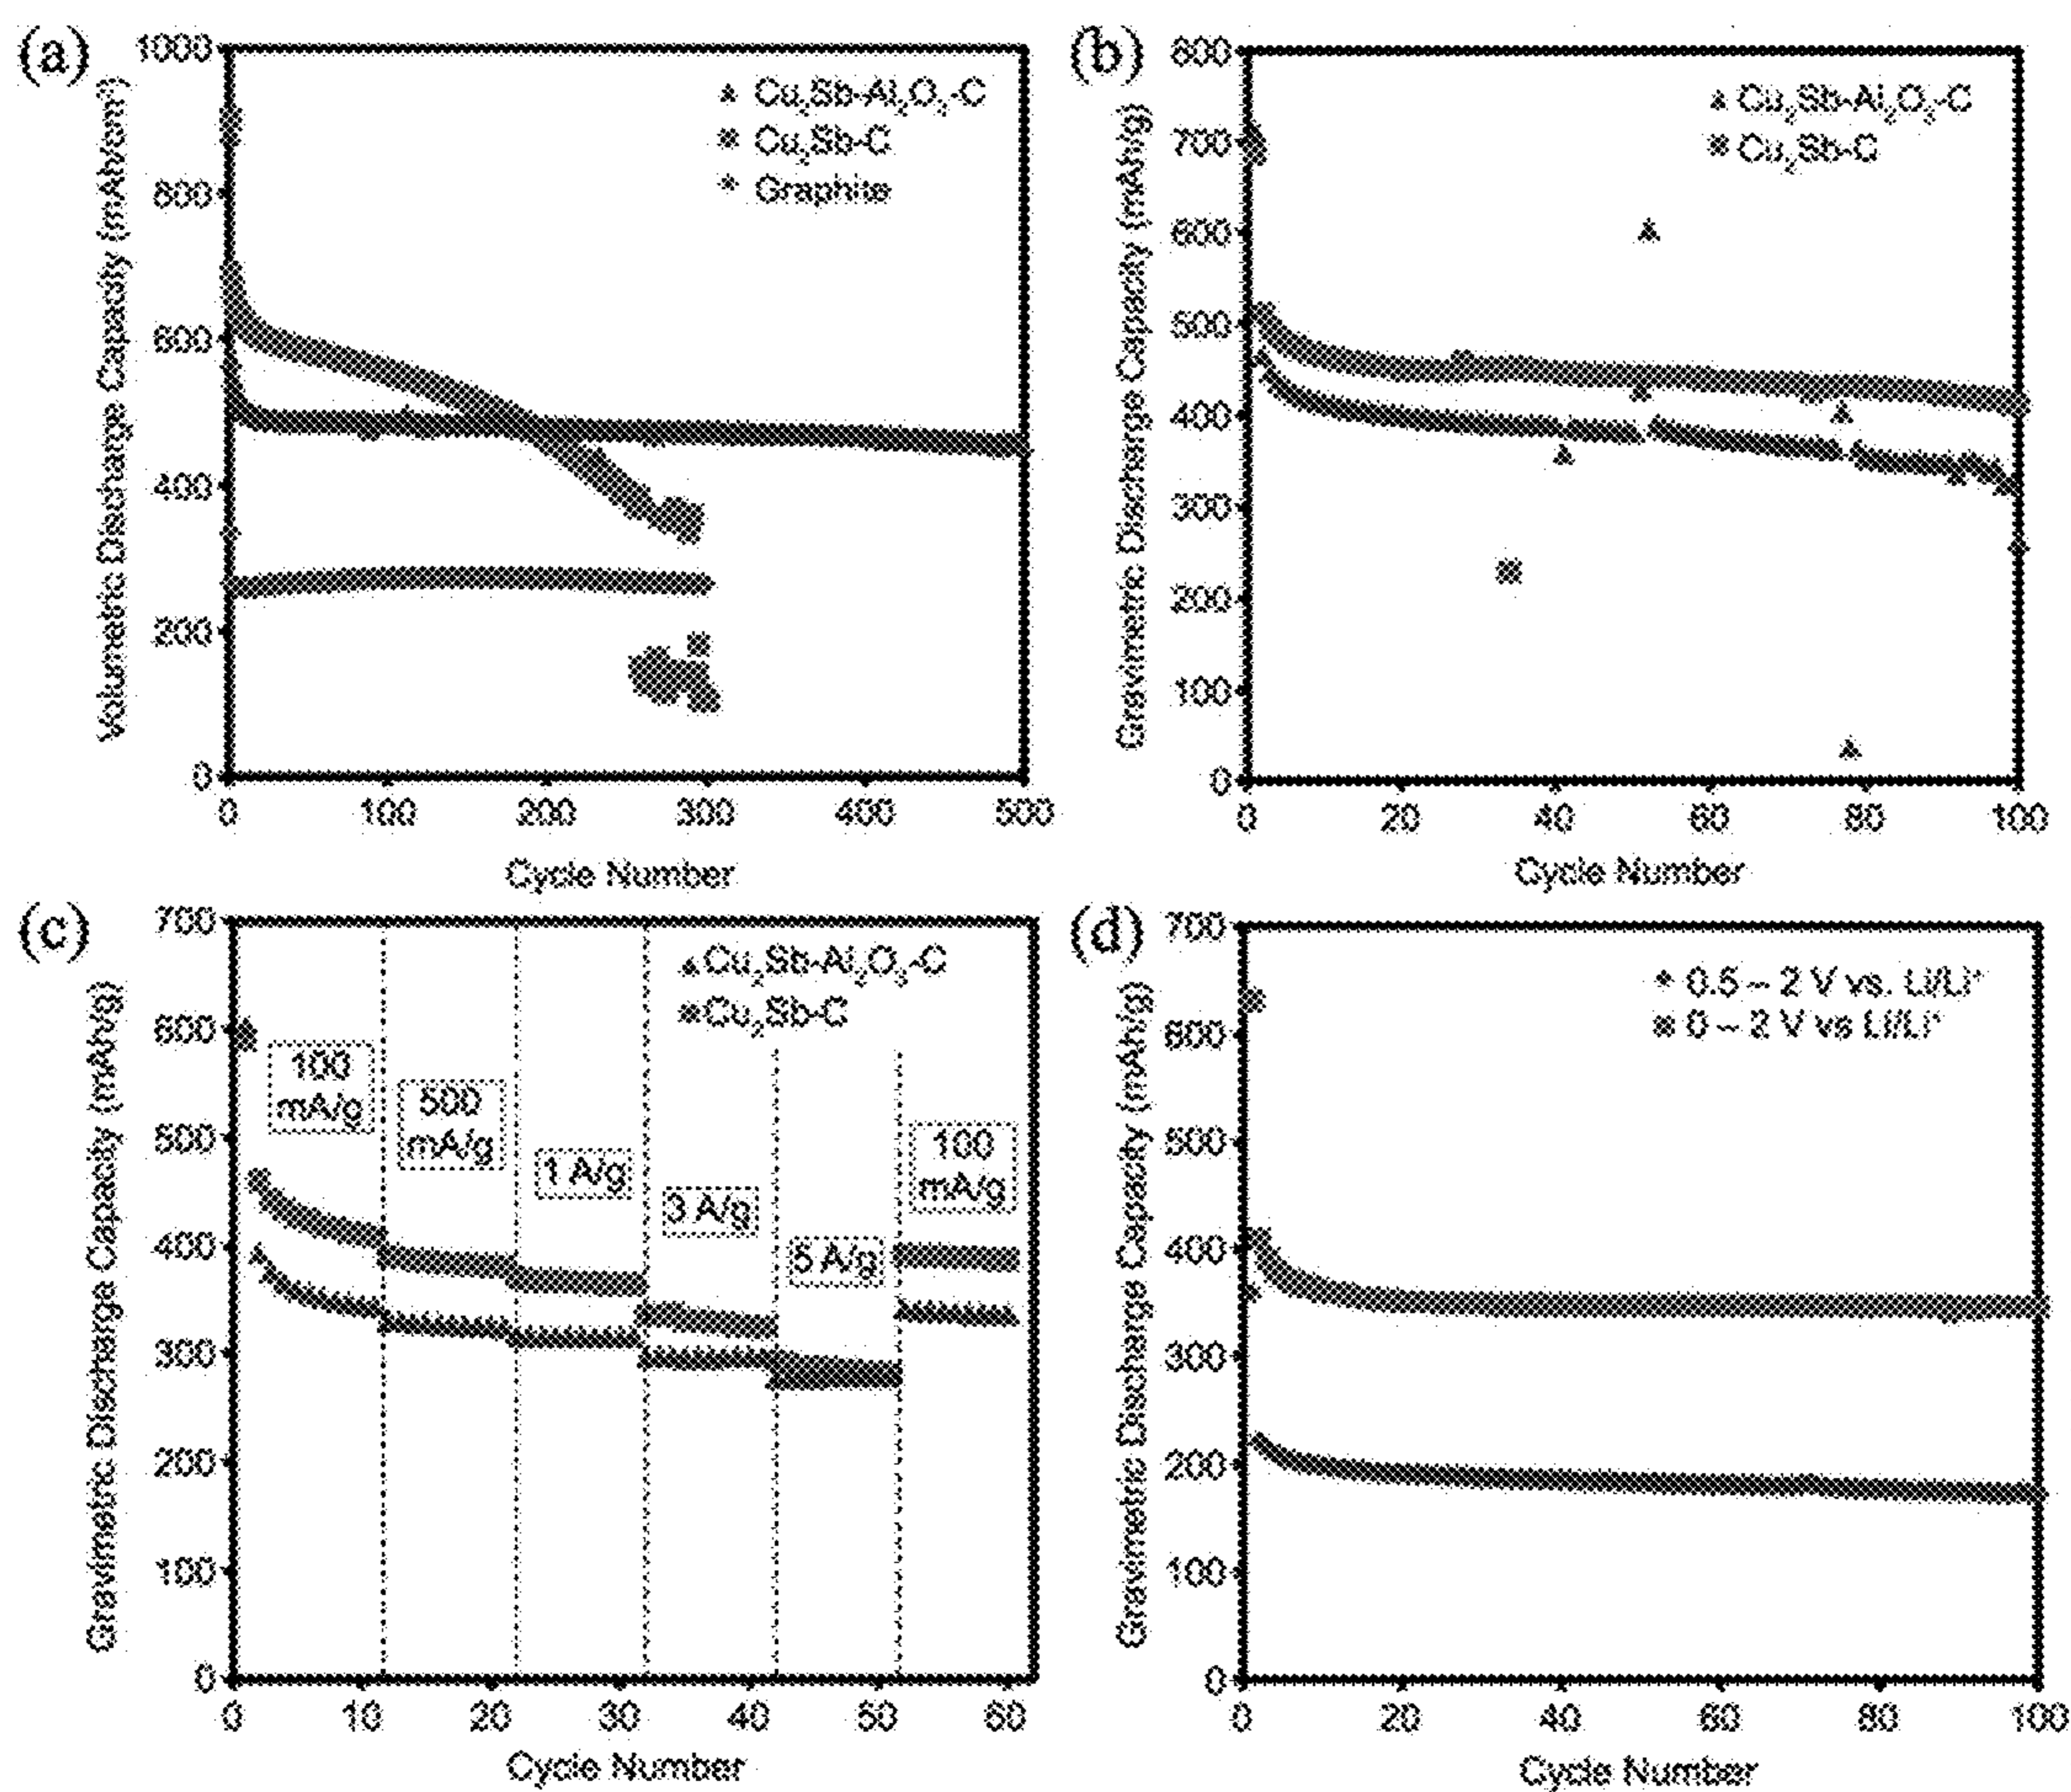 (a)
1000
800
600
400
200
0
Volumetric Discharge Capacity (mAh/cm³)
▲ Cu₂Sb-Al₂O₃-C
■ Cu₂Sb-C
Graphite
0 100 200 300 400 500
Cycle Number
(b)
800
700
600
500
400
300
200
100
0
Gravimetric Discharge Capacity (mAh/g)
▲ Cu₂Sb-Al₂O₃-C
■ Cu₂Sb-C
0 20 40 60 80 100
Cycle Number
(c)
700
600
500
400
300
200
100
0
Gravimetric Discharge Capacity (mAh/g)
▲ Cu₂Sb-Al₂O₃-C
■ Cu₂Sb-C
100
mA/g
500
mA/g
1 A/g
3 A/g
5 A/g
100
mA/g
0 10 20 30 40 50 60
Cycle Number
(d)
700
600
500
400
300
200
100
0
Gravimetric Discharge Capacity (mAh/g)
0.5 – 2 V vs. Li/Li⁺
■ 0 – 2 V vs Li/Li⁺
0 20 40 60 80 100
Cycle Number